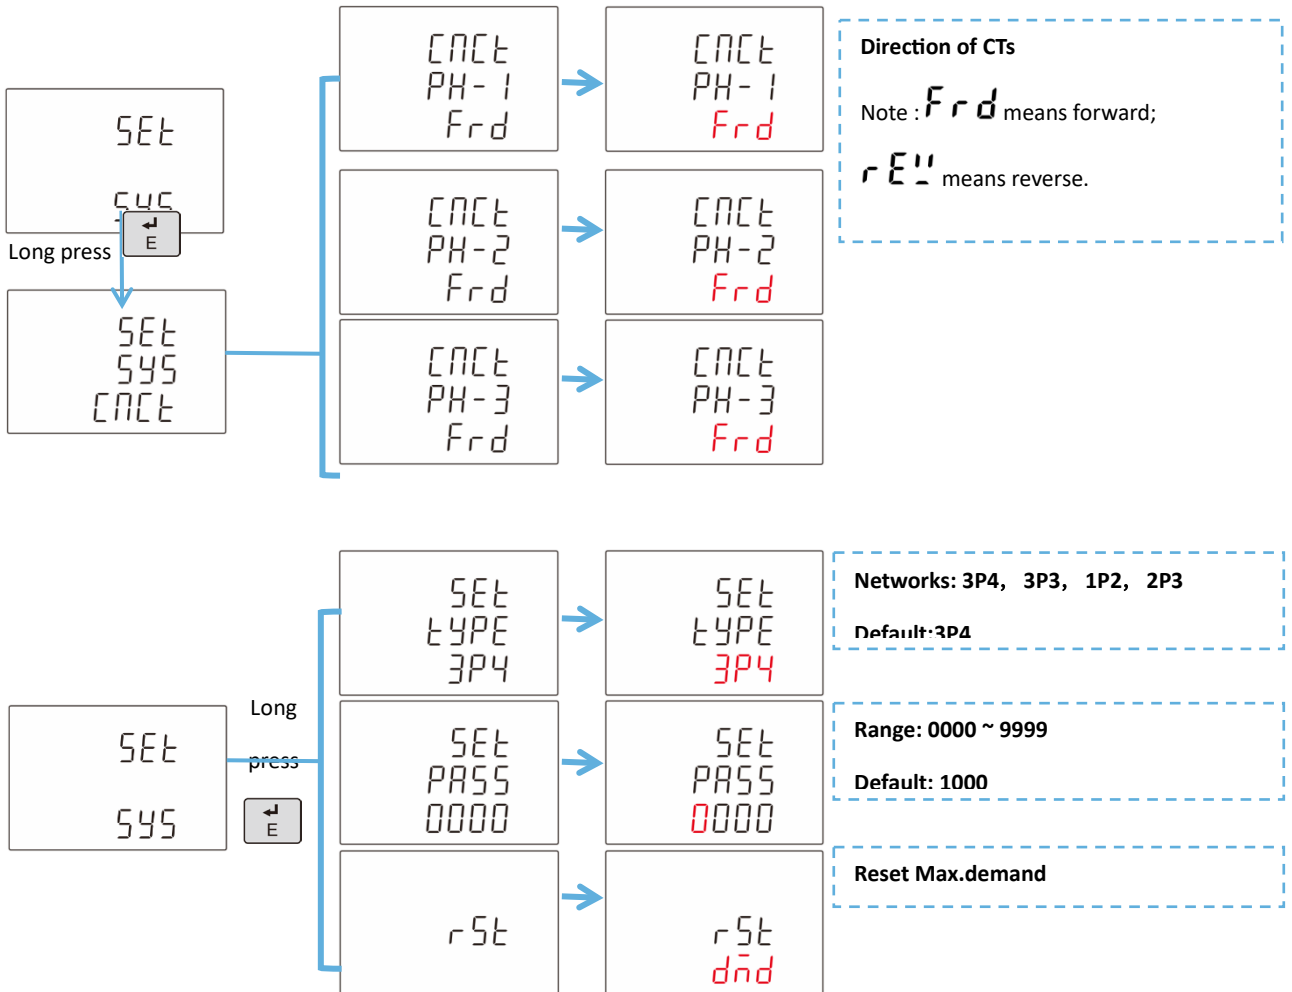 SEt
SYS
Long press
E
SEt
SYS
CnCt
CnCt
PH-1
Frd
CnCt
PH-1
Frd
CnCt
PH-2
Frd
CnCt
PH-2
Frd
CnCt
PH-3
Frd
CnCt
PH-3
Frd
Direction of CTs
Note : Frd means forward;
rEv means reverse.
SEt
SYS
Long
press
E
SEt
tYPE
3P4
SEt
tYPE
3P4
Networks: 3P4, 3P3, 1P2, 2P3
Default:3P4
SEt
PASS
0000
SEt
PASS
0000
Range: 0000 ~ 9999
Default: 1000
rSt
rSt
dmd
Reset Max.demand